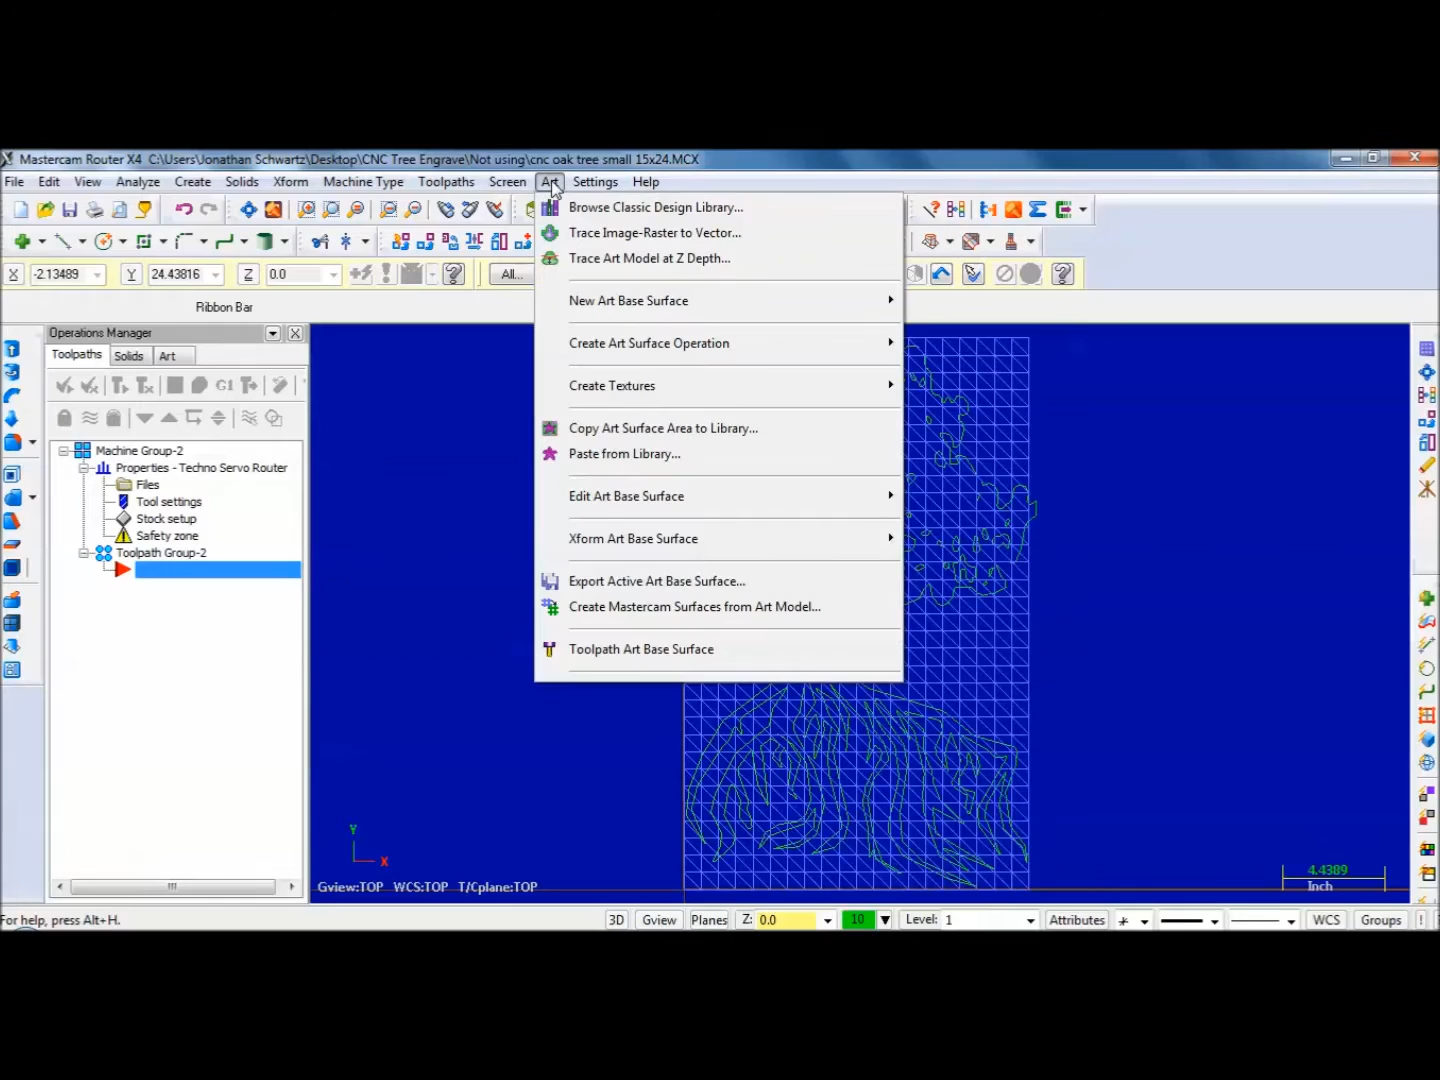 Mastercam Router X4 C:\Users\Jonathan Schwartz\Desktop\CNC Tree Engrave\Not using\cnc oak tree small 15x24.MCX
File Edit View Analyze Create Solids Xform Machine Type Toolpaths Screen Art Settings Help
Browse Classic Design Library...
Trace Image-Raster to Vector...
Trace Art Model at Z Depth...
New Art Base Surface
Create Art Surface Operation
Create Textures
Copy Art Surface Area to Library...
Paste from Library...
Edit Art Base Surface
Xform Art Base Surface
Export Active Art Base Surface...
Create Mastercam Surfaces from Art Model...
Toolpath Art Base Surface
X -2.13489 Y 24.43816 Z 0.0 All...
Ribbon Bar
Operations Manager
Toolpaths Solids Art
G1
Machine Group-2
Properties - Techno Servo Router
Files
Tool settings
Stock setup
Safety zone
Toolpath Group-2
Y
X
Gview:TOP WCS:TOP T/Cplane:TOP
4.4389
Inch
For help, press Alt+H.
3D Gview Planes Z: 0.0 10 Level: 1 Attributes WCS Groups !